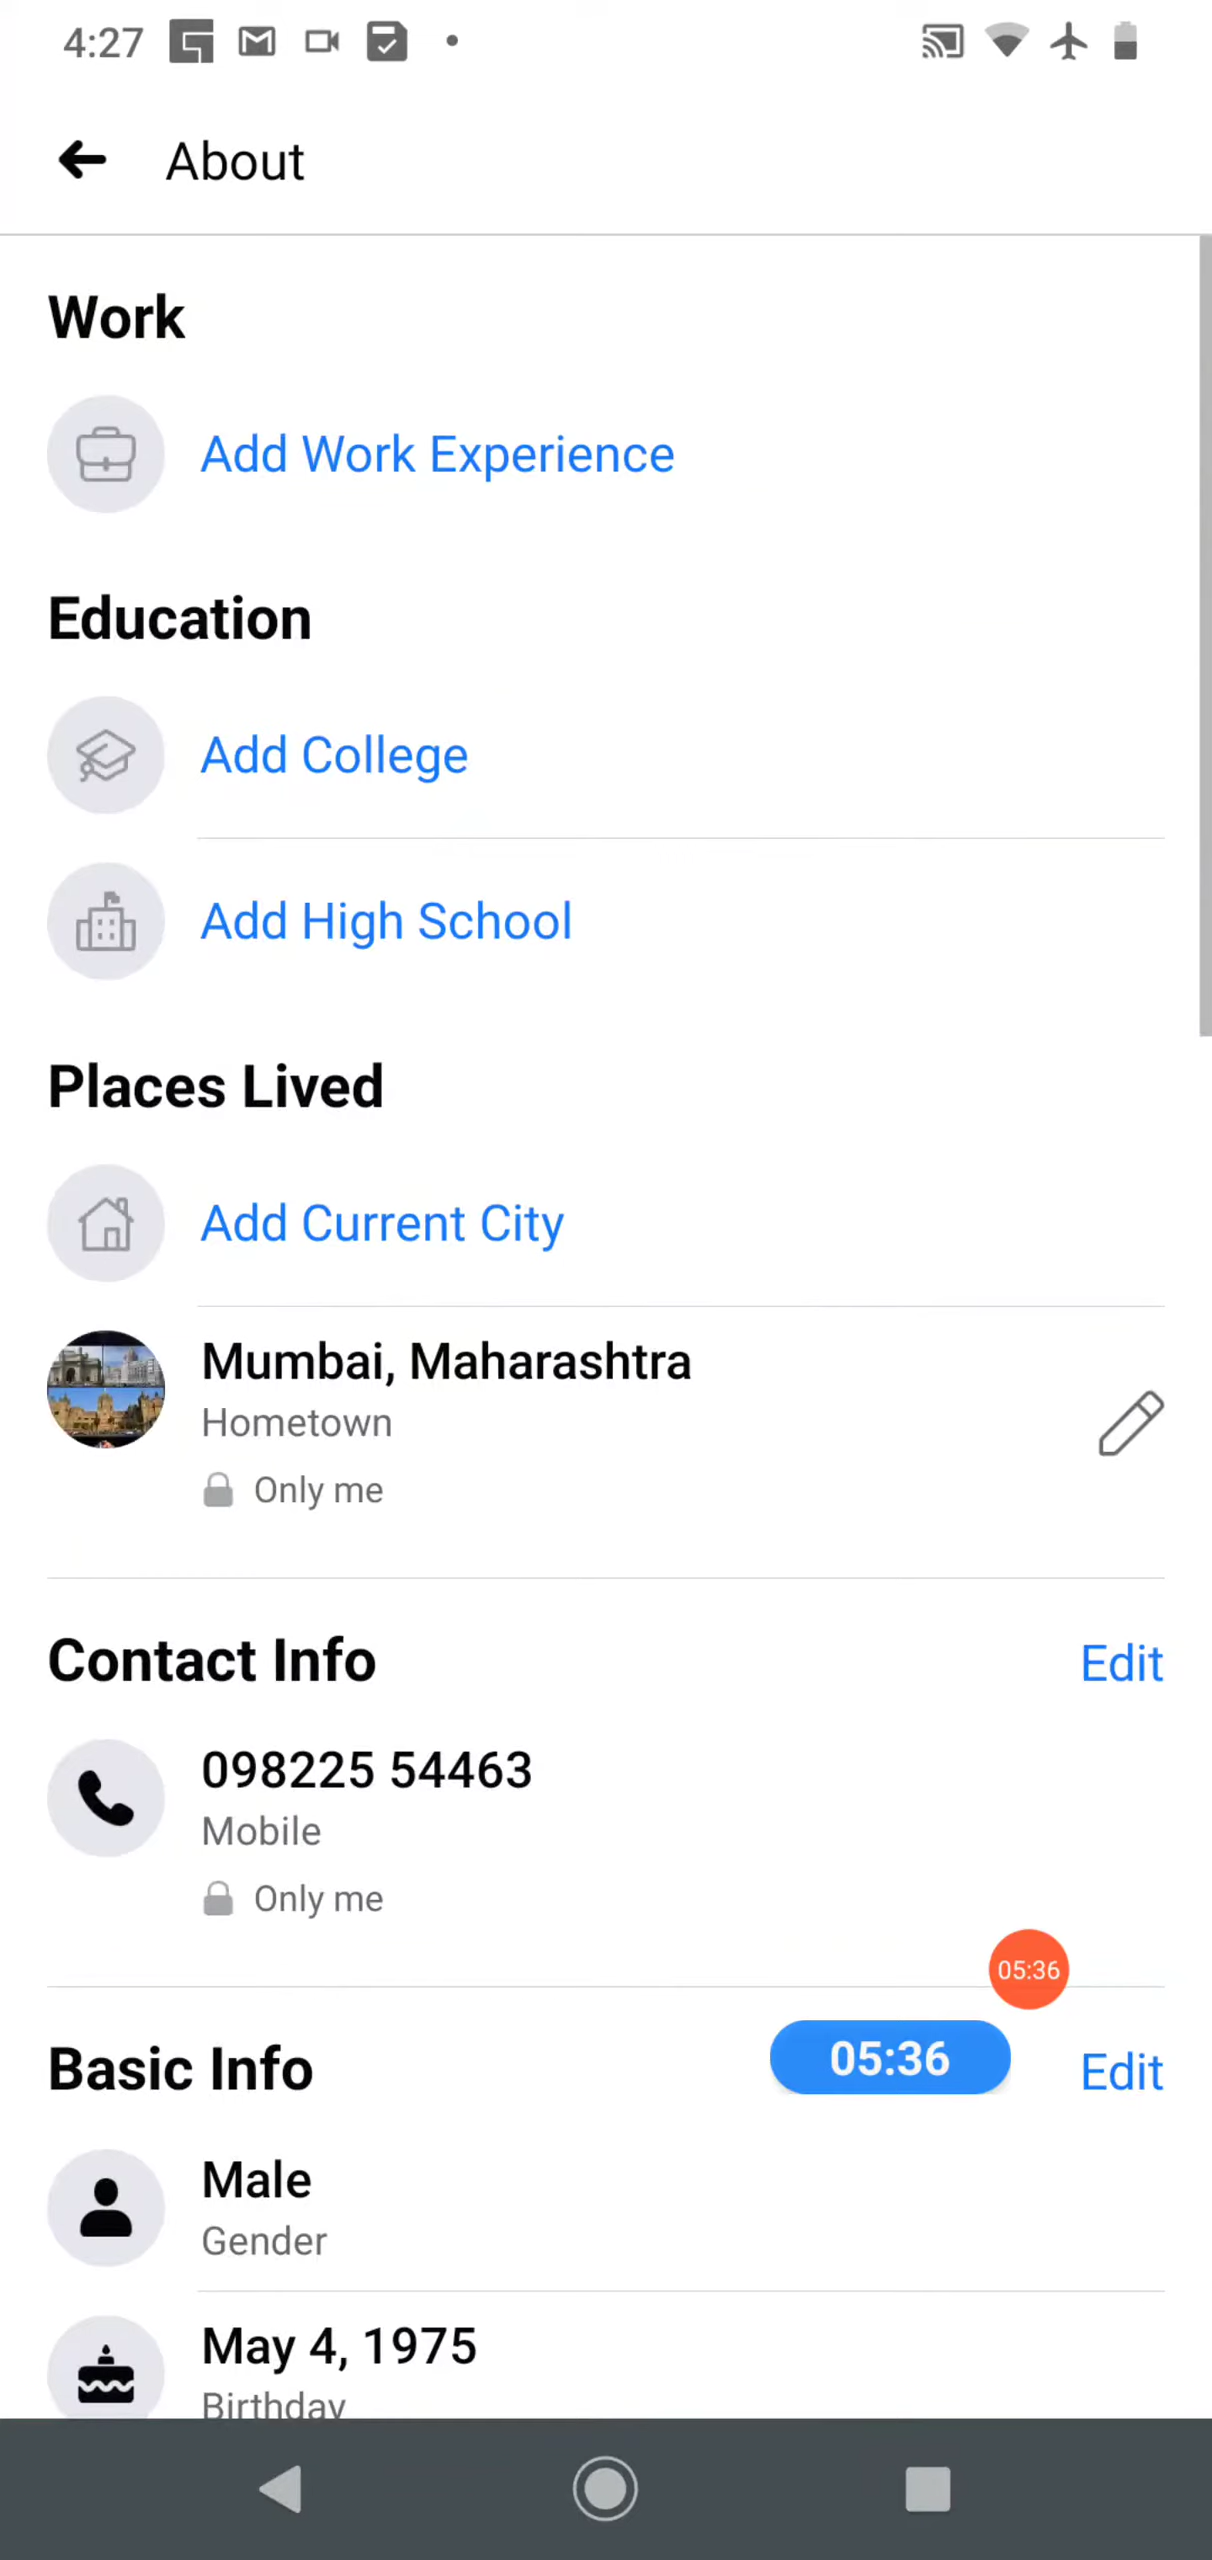 4:27
About
Work
Add Work Experience
Education
Add College
Add High School
Places Lived
Add Current City
Mumbai, Maharashtra
Hometown
Only me
Contact Info
Edit
098225 54463
Mobile
Only me
05:36
Basic Info
05:36
Edit
Male
Gender
May 4, 1975
Birthday